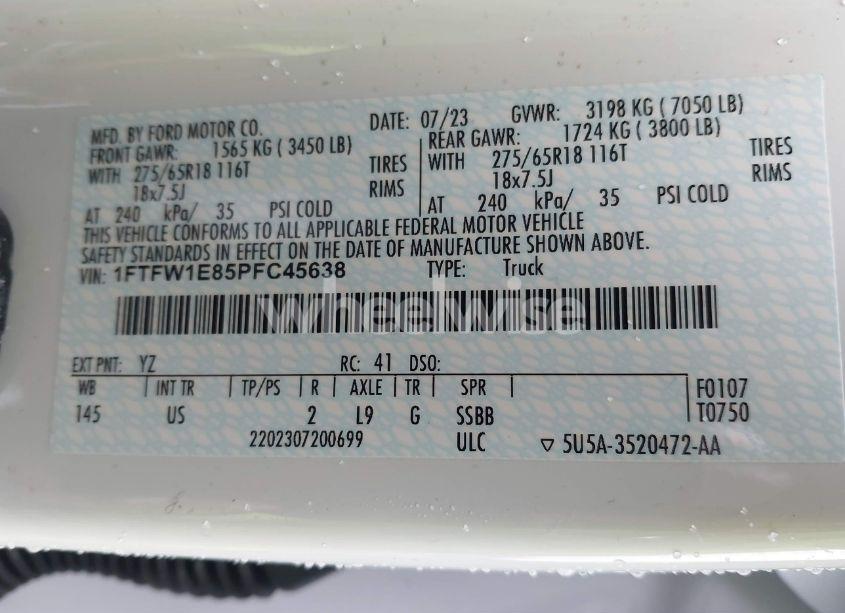 MFD. BY FORD MOTOR CO. DATE: 07/23 GVWR: 3198 KG ( 7050 LB)
FRONT GAWR: 1565 KG ( 3450 LB) REAR GAWR: 1724 KG ( 3800 LB)
WITH 275/65R18 116T TIRES WITH 275/65R18 116T TIRES
18x7.5J RIMS 18x7.5J RIMS
AT 240 kPa/ 35 PSI COLD AT 240 kPa/ 35 PSI COLD
THIS VEHICLE CONFORMS TO ALL APPLICABLE FEDERAL MOTOR VEHICLE
SAFETY STANDARDS IN EFFECT ON THE DATE OF MANUFACTURE SHOWN ABOVE.
VIN: 1FTFW1E85PFC45638 TYPE: Truck
wheelwise
EXT PNT: YZ RC: 41 DSO:
WB INT TR TP/PS R AXLE TR SPR F0107
145 US 2 L9 G SSBB T0750
2202307200699 ULC ▽ 5U5A-3520472-AA